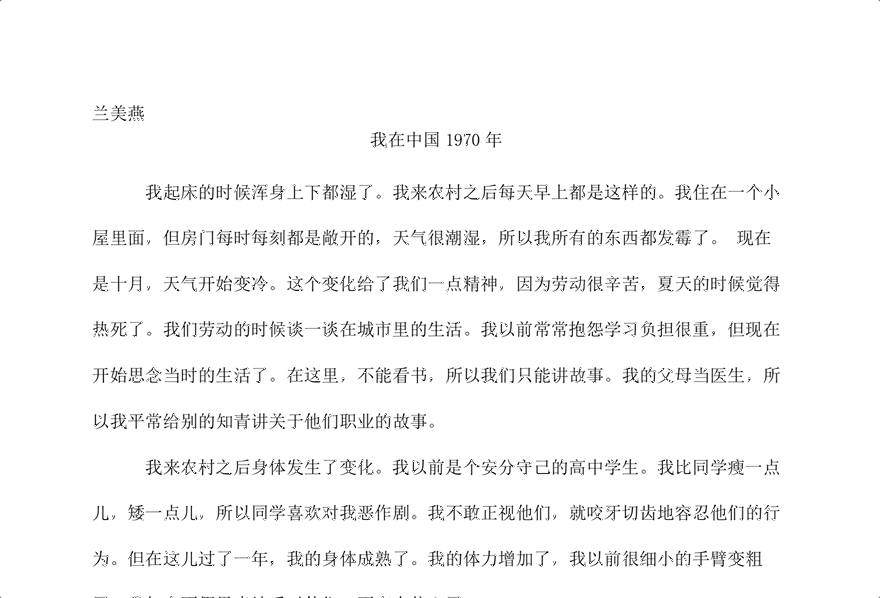 兰美燕
我在中国 1970 年
我起床的时候浑身上下都湿了。我来农村之后每天早上都是这样的。我住在一个小
屋里面，但房门每时每刻都是敞开的，天气很潮湿，所以我所有的东西都发霉了。 现在
是十月，天气开始变冷。这个变化给了我们一点精神，因为劳动很辛苦，夏天的时候觉得
热死了。我们劳动的时候谈一谈在城市里的生活。我以前常常抱怨学习负担很重，但现在
开始思念当时的生活了。在这里，不能看书，所以我们只能讲故事。我的父母当医生，所
以我平常给别的知青讲关于他们职业的故事。
我来农村之后身体发生了变化。我以前是个安分守己的高中学生。我比同学瘦一点
儿，矮一点儿，所以同学喜欢对我恶作剧。我不敢正视他们，就咬牙切齿地容忍他们的行
为。但在这儿过了一年，我的身体成熟了。我的体力增加了，我以前很细小的手臂变粗